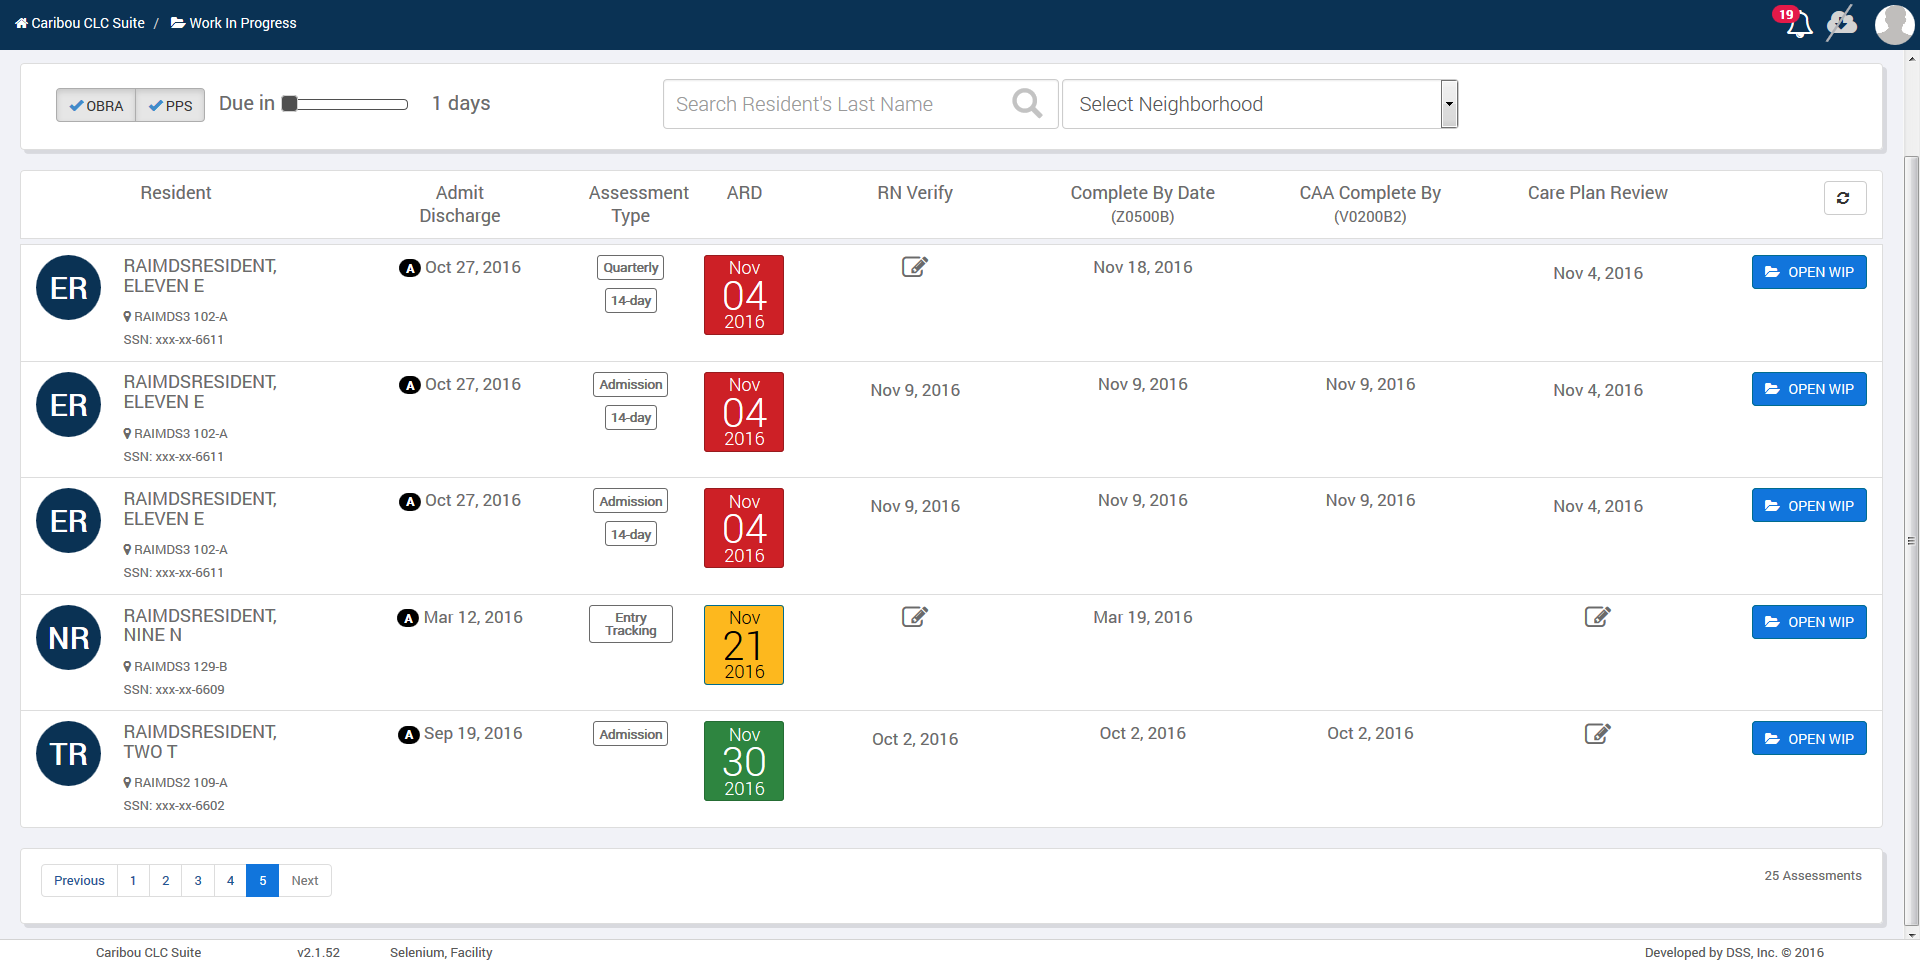 Caribou CLC Suite / Work In Progress
19
OBRA PPS Due in 1 days
Search Resident's Last Name
Select Neighborhood
Resident
Admit
Discharge
Assessment
Type
ARD
RN Verify
Complete By Date
(Z0500B)
CAA Complete By
(V0200B2)
Care Plan Review
ER
RAIMDSRESIDENT,
ELEVEN E
RAIMDS3 102-A
SSN: xxx-xx-6611
A Oct 27, 2016
Quarterly
14-day
Nov
04
2016
Nov 18, 2016
Nov 4, 2016
OPEN WIP
ER
RAIMDSRESIDENT,
ELEVEN E
RAIMDS3 102-A
SSN: xxx-xx-6611
A Oct 27, 2016
Admission
14-day
Nov
04
2016
Nov 9, 2016
Nov 9, 2016
Nov 9, 2016
Nov 4, 2016
OPEN WIP
ER
RAIMDSRESIDENT,
ELEVEN E
RAIMDS3 102-A
SSN: xxx-xx-6611
A Oct 27, 2016
Admission
14-day
Nov
04
2016
Nov 9, 2016
Nov 9, 2016
Nov 9, 2016
Nov 4, 2016
OPEN WIP
NR
RAIMDSRESIDENT,
NINE N
RAIMDS3 129-B
SSN: xxx-xx-6609
A Mar 12, 2016
Entry
Tracking
Nov
21
2016
Mar 19, 2016
OPEN WIP
TR
RAIMDSRESIDENT,
TWO T
RAIMDS2 109-A
SSN: xxx-xx-6602
A Sep 19, 2016
Admission
Nov
30
2016
Oct 2, 2016
Oct 2, 2016
Oct 2, 2016
OPEN WIP
Previous 1 2 3 4 5 Next
25 Assessments
Caribou CLC Suite v2.1.52 Selenium, Facility Developed by DSS, Inc. © 2016